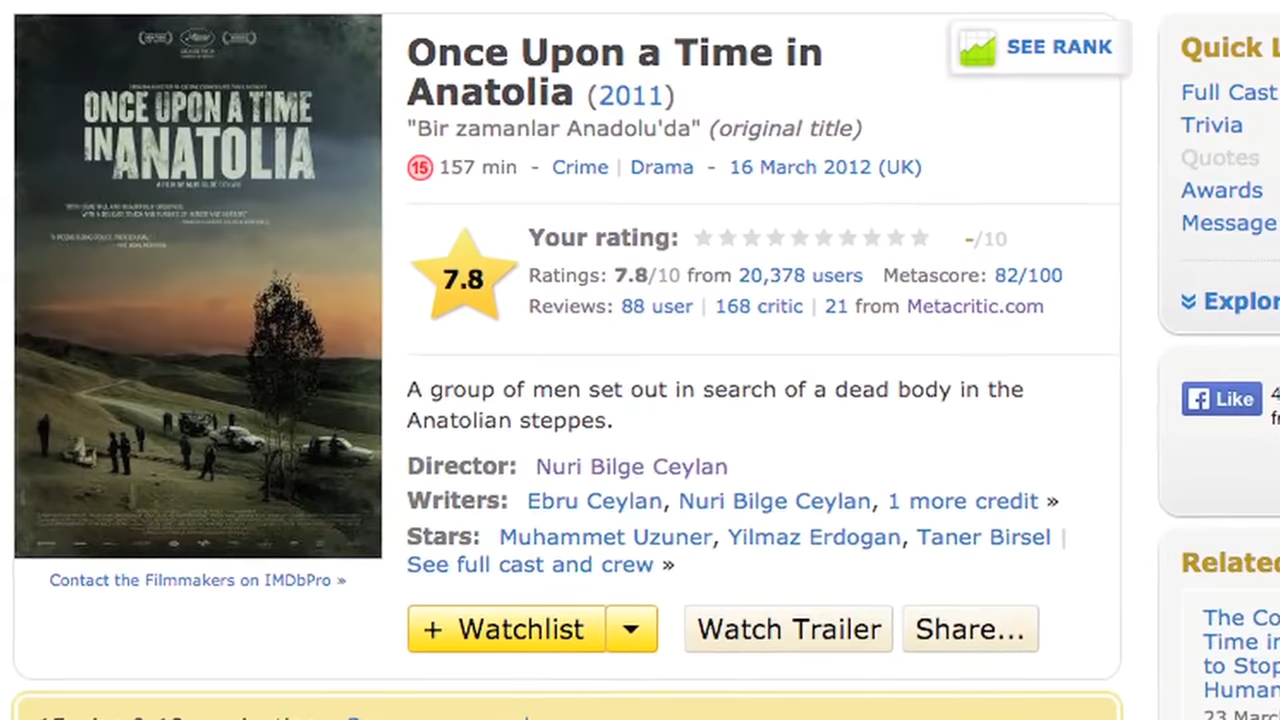 ONCE UPON A TIME
IN ANATOLIA
Contact the Filmmakers on IMDbPro »
Once Upon a Time in
Anatolia (2011)
"Bir zamanlar Anadolu'da" (original title)
15 157 min - Crime | Drama - 16 March 2012 (UK)
7.8
Your rating: -/10
Ratings: 7.8/10 from 20,378 users Metascore: 82/100
Reviews: 88 user | 168 critic | 21 from Metacritic.com
A group of men set out in search of a dead body in the
Anatolian steppes.
Director: Nuri Bilge Ceylan
Writers: Ebru Ceylan, Nuri Bilge Ceylan, 1 more credit »
Stars: Muhammet Uzuner, Yilmaz Erdogan, Taner Birsel |
See full cast and crew »
+ Watchlist
Watch Trailer
Share...
SEE RANK
Quick L
Full Cast
Trivia
Quotes
Awards
Message
Explor
Like
Related
The Co
Time in
to Stop
Human
23 Marc